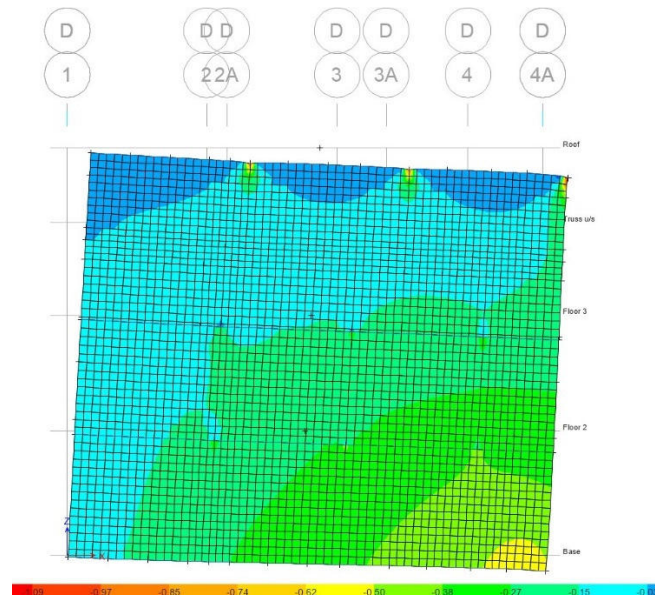 D D D D D D D
1 2 2A 3 3A 4 4A
Roof
Truss u/s
Floor 3
Floor 2
Z
X
Base
-0.97 -0.85 -0.74 -0.62 -0.50 -0.38 -0.27 -0.15